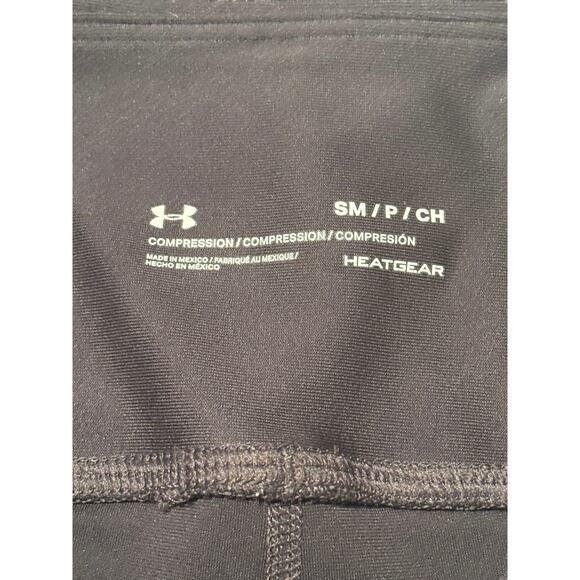 SM / P / CH
COMPRESSION / COMPRESSION / COMPRESIÓN
MADE IN MEXICO / FABRIQUÉ AU MEXIQUE /
HECHO EN MÉXICO
HEATGEAR